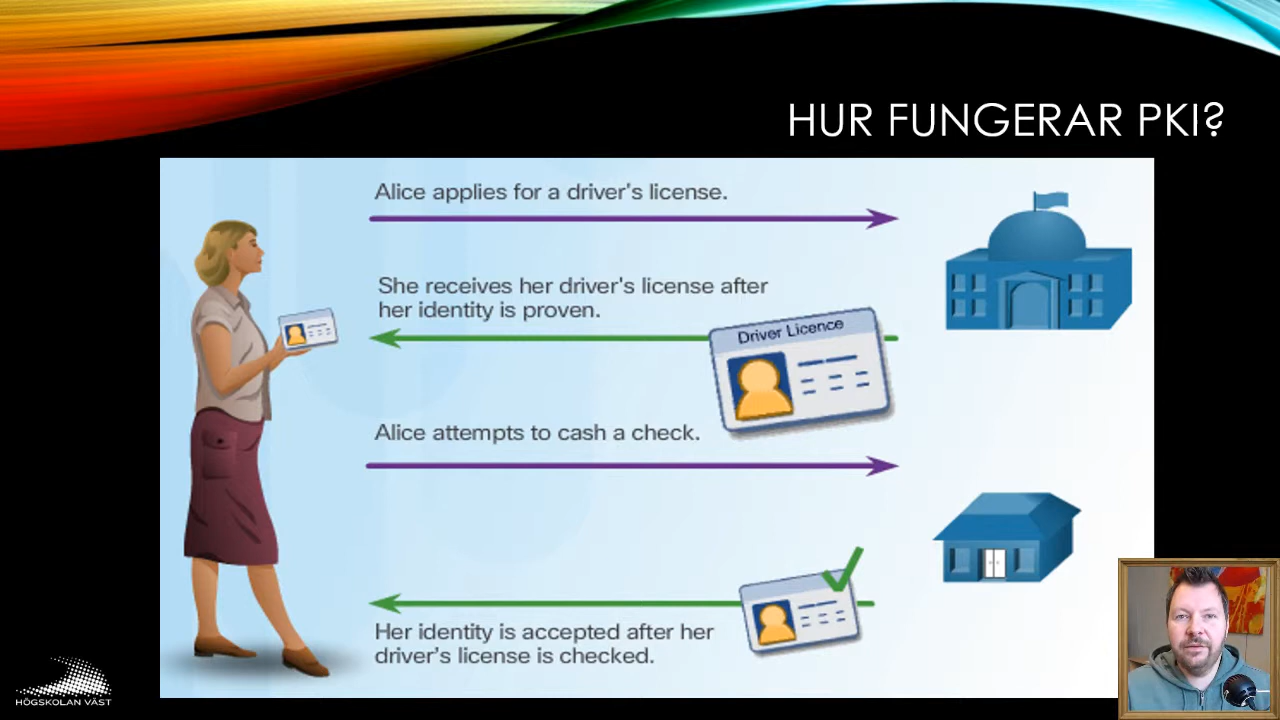 HUR FUNGERAR PKI?
Alice applies for a driver's license.
She receives her driver's license after
her identity is proven.
Driver Licence
Alice attempts to cash a check.
Her identity is accepted after her
driver's license is checked.
HÖGSKOLAN VÄST